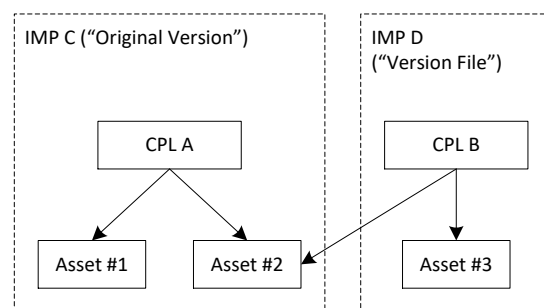 IMP C (“Original Version”)
IMP D
(“Version File”)
CPL A
CPL B
Asset #1
Asset #2
Asset #3